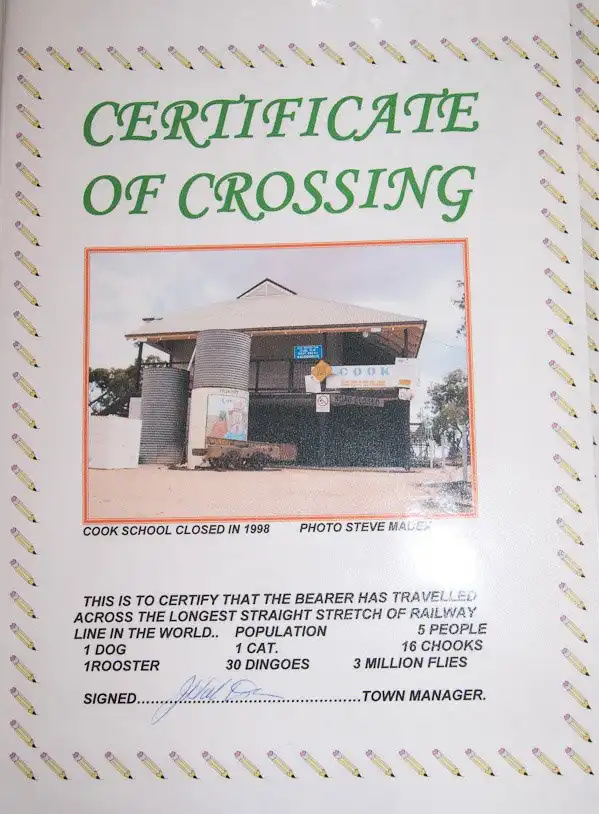 CERTIFICATE
OF CROSSING
COOK
COOK SCHOOL CLOSED IN 1998 PHOTO STEVE MADEX
THIS IS TO CERTIFY THAT THE BEARER HAS TRAVELLED
ACROSS THE LONGEST STRAIGHT STRETCH OF RAILWAY
LINE IN THE WORLD.. POPULATION 5 PEOPLE
1 DOG 1 CAT. 16 CHOOKS
1ROOSTER 30 DINGOES 3 MILLION FLIES
SIGNED..............................................TOWN MANAGER.